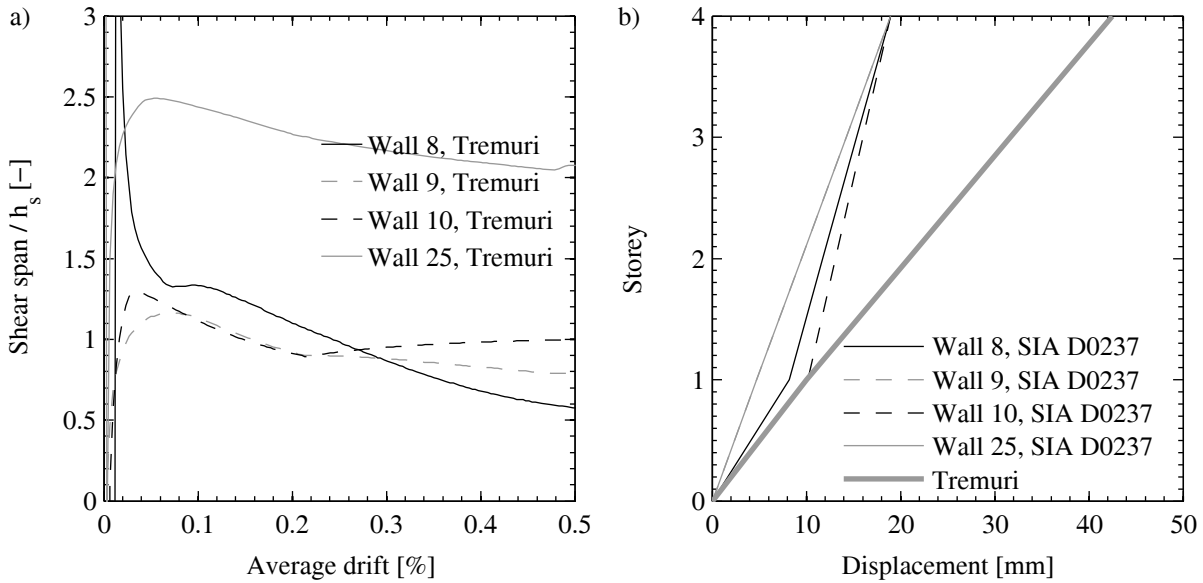 a)
3
2.5
2
1.5
1
0.5
0
Shear span / h_s [−]
Wall 8, Tremuri
Wall 9, Tremuri
Wall 10, Tremuri
Wall 25, Tremuri
0 0.1 0.2 0.3 0.4 0.5
Average drift [%]
b)
4
3
2
1
0
Storey
Wall 8, SIA D0237
Wall 9, SIA D0237
Wall 10, SIA D0237
Wall 25, SIA D0237
Tremuri
0 10 20 30 40 50
Displacement [mm]